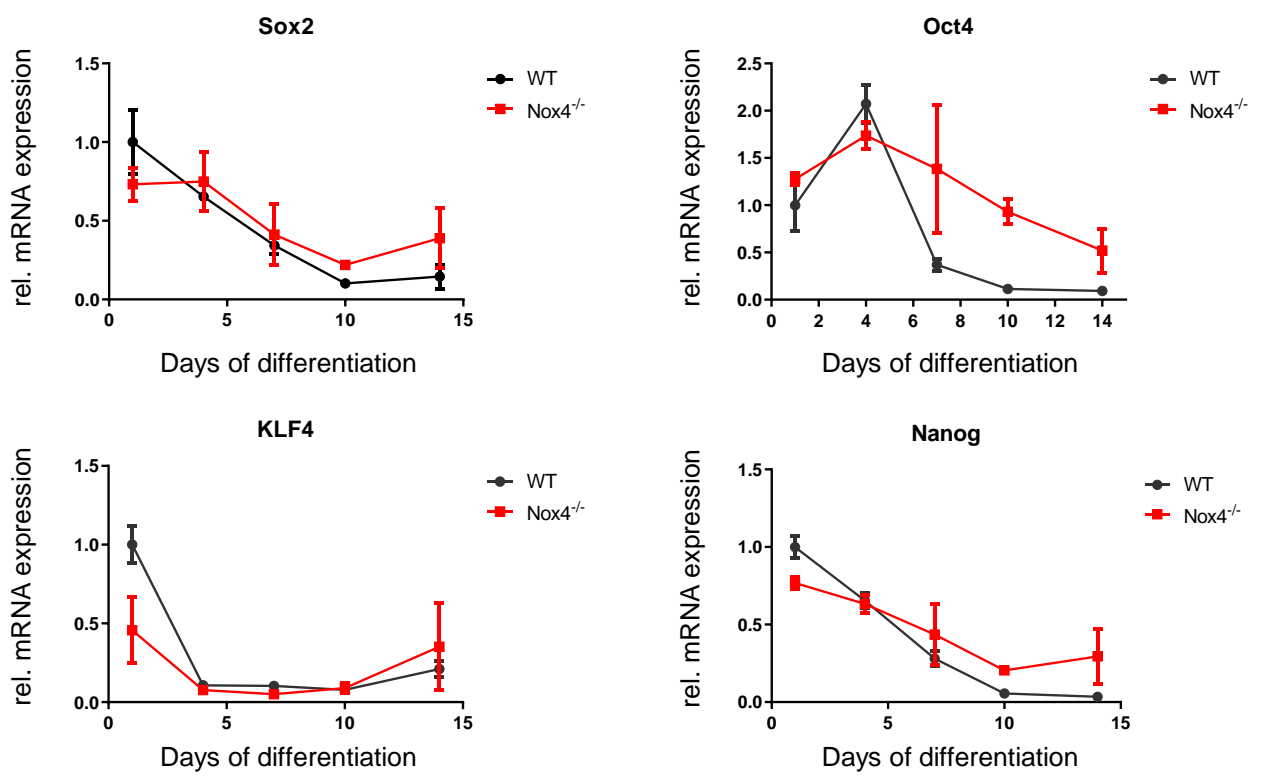 Sox2
rel. mRNA expression
1.5
1.0
0.5
0.0
0 5 10 15
Days of differentiation
WT
Nox4-/-
Oct4
rel. mRNA expression
2.5
2.0
1.5
1.0
0.5
0.0
0 2 4 6 8 10 12 14
Days of differentiation
WT
Nox4-/-
KLF4
rel. mRNA expression
1.5
1.0
0.5
0.0
0 5 10 15
Days of differentiation
WT
Nox4-/-
Nanog
rel. mRNA expression
1.5
1.0
0.5
0.0
0 5 10 15
Days of differentiation
WT
Nox4-/-